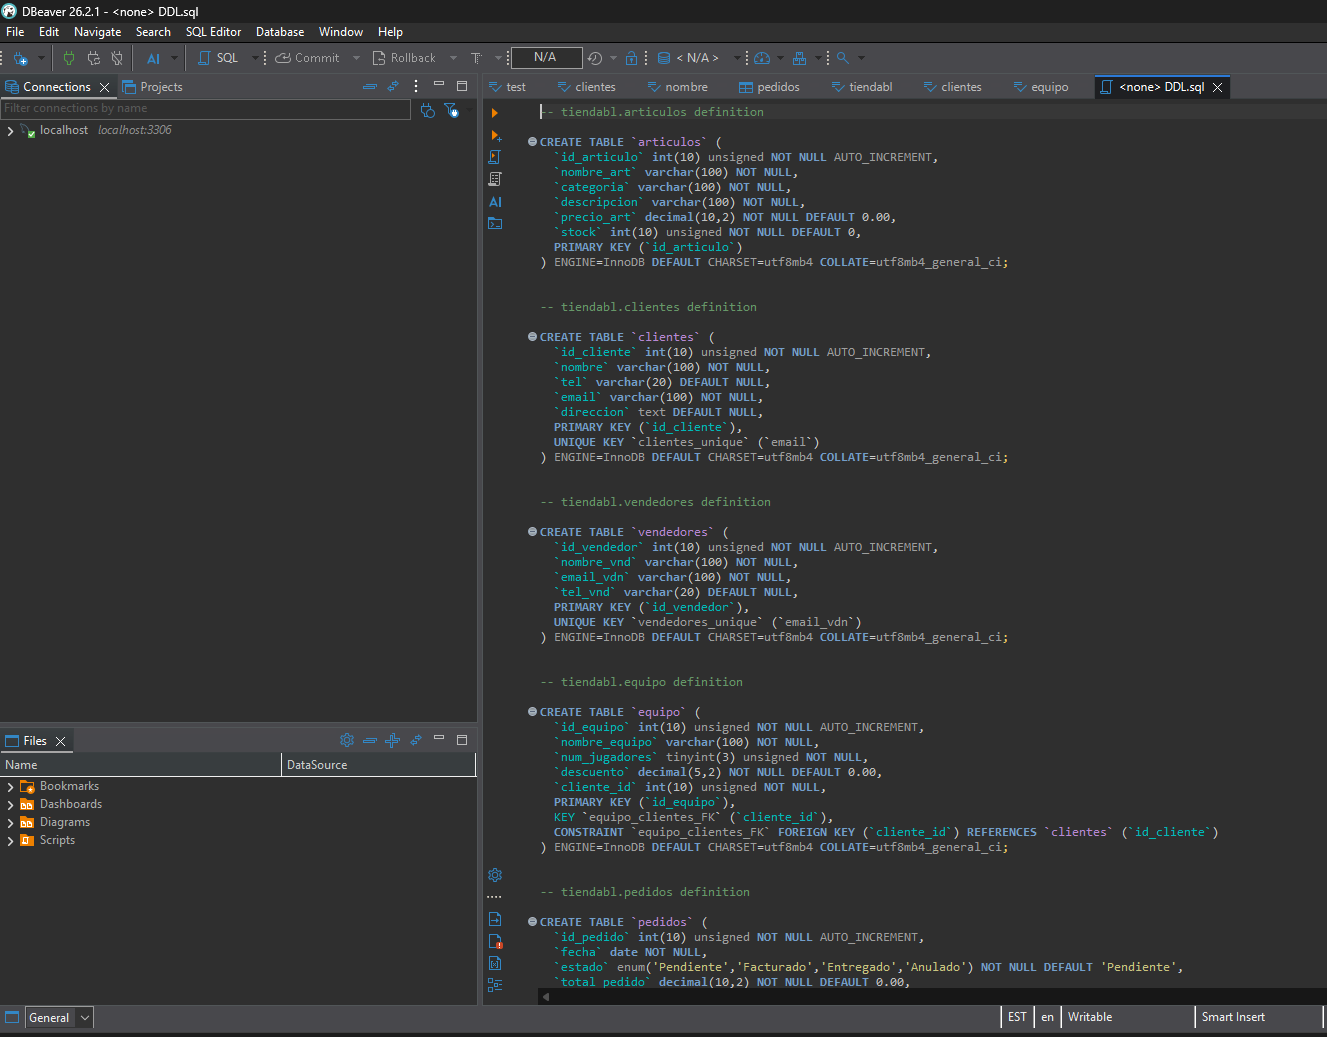 DBeaver 26.2.1 - <none> DDL.sql
File Edit Navigate Search SQL Editor Database Window Help
AI SQL Commit Rollback N/A < N/A >
Connections Projects
Filter connections by name
localhost localhost:3306
test clientes nombre pedidos tiendabl clientes equipo <none> DDL.sql
AI
-- tiendabl.articulos definition
CREATE TABLE `articulos` (
`id_articulo` int(10) unsigned NOT NULL AUTO_INCREMENT,
`nombre_art` varchar(100) NOT NULL,
`categoria` varchar(100) NOT NULL,
`descripcion` varchar(100) NOT NULL,
`precio_art` decimal(10,2) NOT NULL DEFAULT 0.00,
`stock` int(10) unsigned NOT NULL DEFAULT 0,
PRIMARY KEY (`id_articulo`)
) ENGINE=InnoDB DEFAULT CHARSET=utf8mb4 COLLATE=utf8mb4_general_ci;
-- tiendabl.clientes definition
CREATE TABLE `clientes` (
`id_cliente` int(10) unsigned NOT NULL AUTO_INCREMENT,
`nombre` varchar(100) NOT NULL,
`tel` varchar(20) DEFAULT NULL,
`email` varchar(100) NOT NULL,
`direccion` text DEFAULT NULL,
PRIMARY KEY (`id_cliente`),
UNIQUE KEY `clientes_unique` (`email`)
) ENGINE=InnoDB DEFAULT CHARSET=utf8mb4 COLLATE=utf8mb4_general_ci;
-- tiendabl.vendedores definition
CREATE TABLE `vendedores` (
`id_vendedor` int(10) unsigned NOT NULL AUTO_INCREMENT,
`nombre_vnd` varchar(100) NOT NULL,
`email_vdn` varchar(100) NOT NULL,
`tel_vnd` varchar(20) DEFAULT NULL,
PRIMARY KEY (`id_vendedor`),
UNIQUE KEY `vendedores_unique` (`email_vdn`)
) ENGINE=InnoDB DEFAULT CHARSET=utf8mb4 COLLATE=utf8mb4_general_ci;
-- tiendabl.equipo definition
CREATE TABLE `equipo` (
`id_equipo` int(10) unsigned NOT NULL AUTO_INCREMENT,
`nombre_equipo` varchar(100) NOT NULL,
`num_jugadores` tinyint(3) unsigned NOT NULL,
`descuento` decimal(5,2) NOT NULL DEFAULT 0.00,
`cliente_id` int(10) unsigned NOT NULL,
PRIMARY KEY (`id_equipo`),
KEY `equipo_clientes_FK` (`cliente_id`),
CONSTRAINT `equipo_clientes_FK` FOREIGN KEY (`cliente_id`) REFERENCES `clientes` (`id_cliente`)
) ENGINE=InnoDB DEFAULT CHARSET=utf8mb4 COLLATE=utf8mb4_general_ci;
-- tiendabl.pedidos definition
CREATE TABLE `pedidos` (
`id_pedido` int(10) unsigned NOT NULL AUTO_INCREMENT,
`fecha` date NOT NULL,
`estado` enum('Pendiente','Facturado','Entregado','Anulado') NOT NULL DEFAULT 'Pendiente',
`total_pedido` decimal(10,2) NOT NULL DEFAULT 0.00,
Files
Name DataSource
Bookmarks
Dashboards
Diagrams
Scripts
General EST en Writable Smart Insert